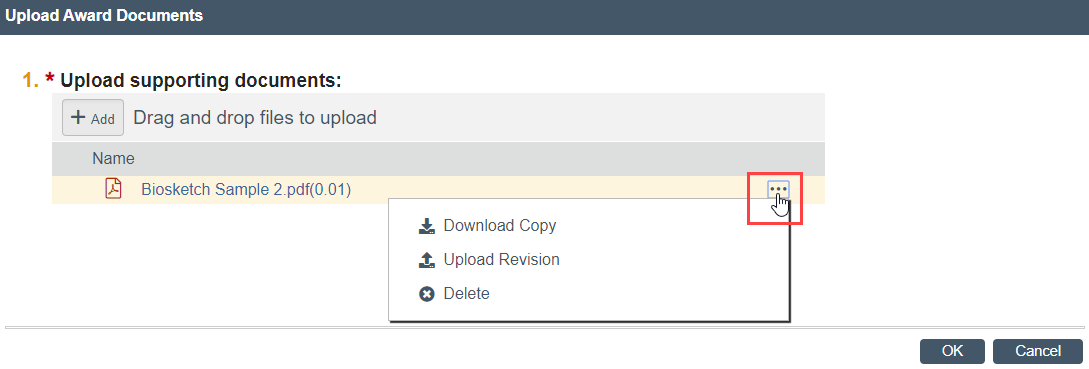 Upload Award Documents
1. * Upload supporting documents:
+ Add Drag and drop files to upload
Name
Biosketch Sample 2.pdf(0.01)
Download Copy
Upload Revision
Delete
OK Cancel